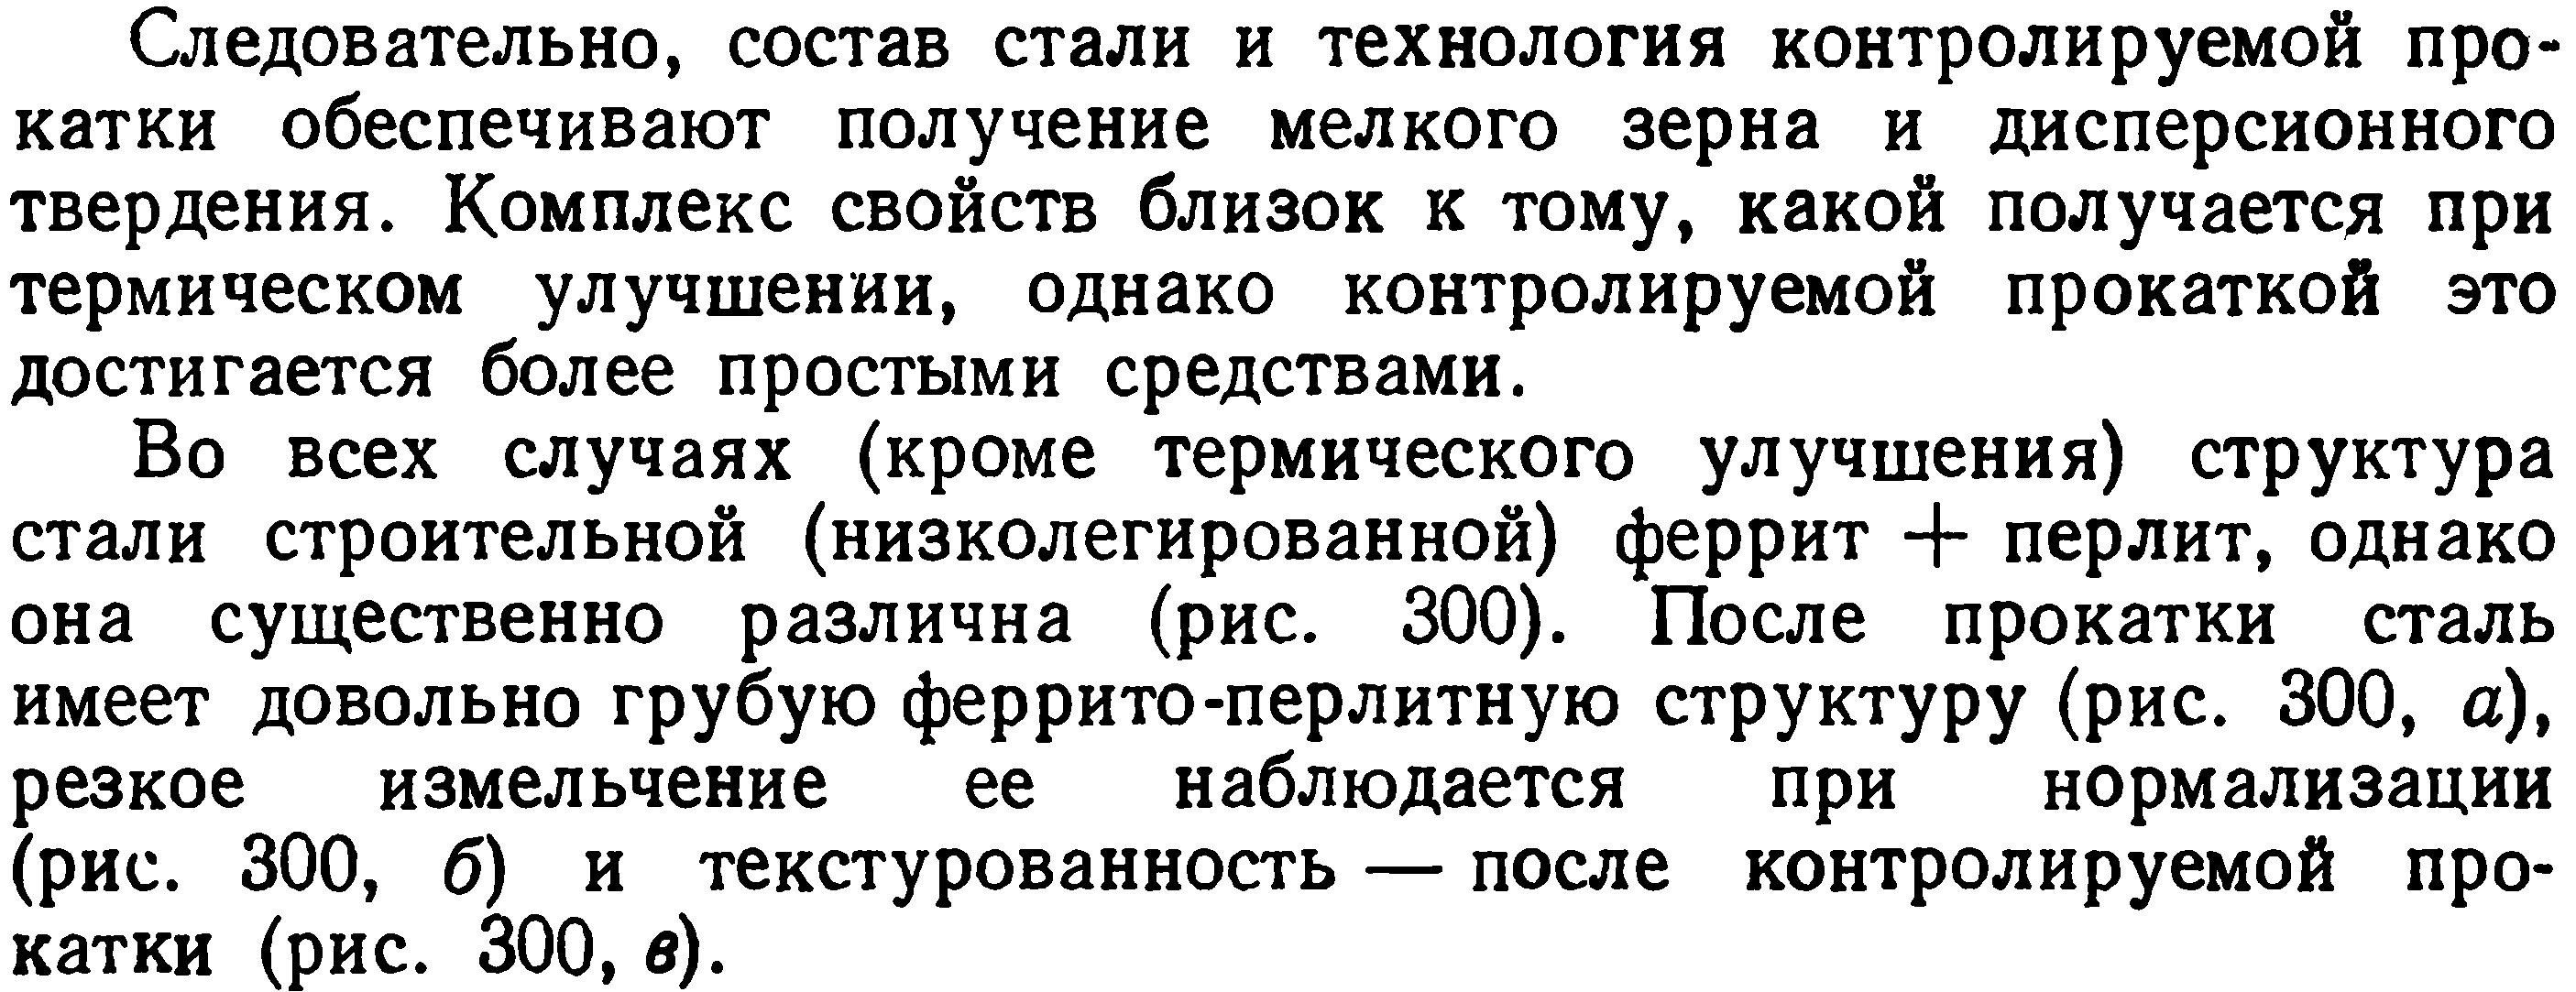 Следовательно, состав стали и технология контролируемой про-
катки обеспечивают получение мелкого зерна и дисперсионного
твердения. Комплекс свойств близок к тому, какой получается при
термическом улучшении, однако контролируемой прокаткой это
достигается более простыми средствами.
Во всех случаях (кроме термического улучшения) структура
стали строительной (низколегированной) феррит + перлит, однако
она существенно различна (рис. 300). После прокатки сталь
имеет довольно грубую феррито-перлитную структуру (рис. 300, а),
резкое измельчение ее наблюдается при нормализации
(рис. 300, б) и текстурованность — после контролируемой про-
катки (рис. 300, в).